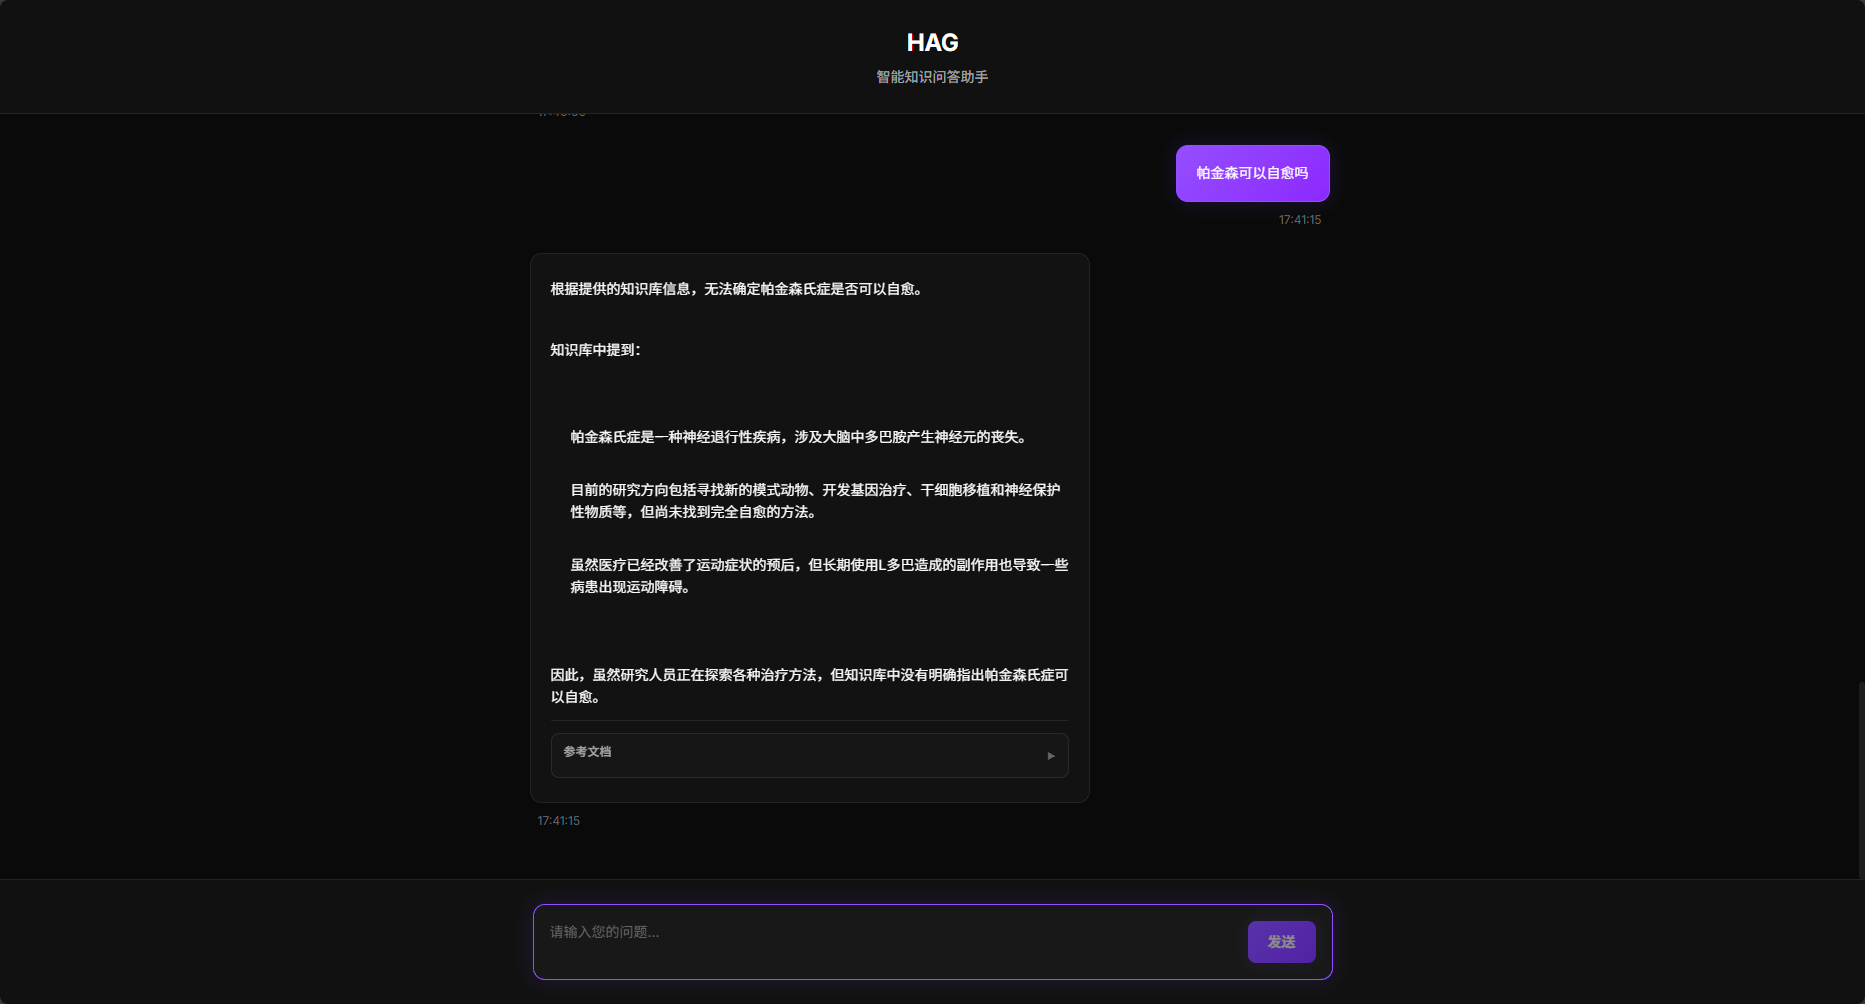 HAG
智能知识问答助手
帕金森可以自愈吗
17:41:15
根据提供的知识库信息，无法确定帕金森氏症是否可以自愈。
知识库中提到：
帕金森氏症是一种神经退行性疾病，涉及大脑中多巴胺产生神经元的丧失。
目前的研究方向包括寻找新的模式动物、开发基因治疗、干细胞移植和神经保护
性物质等，但尚未找到完全自愈的方法。
虽然医疗已经改善了运动症状的预后，但长期使用L多巴造成的副作用也导致一些
病患出现运动障碍。
因此，虽然研究人员正在探索各种治疗方法，但知识库中没有明确指出帕金森氏症可
以自愈。
参考文档
17:41:15
请输入您的问题...
发送